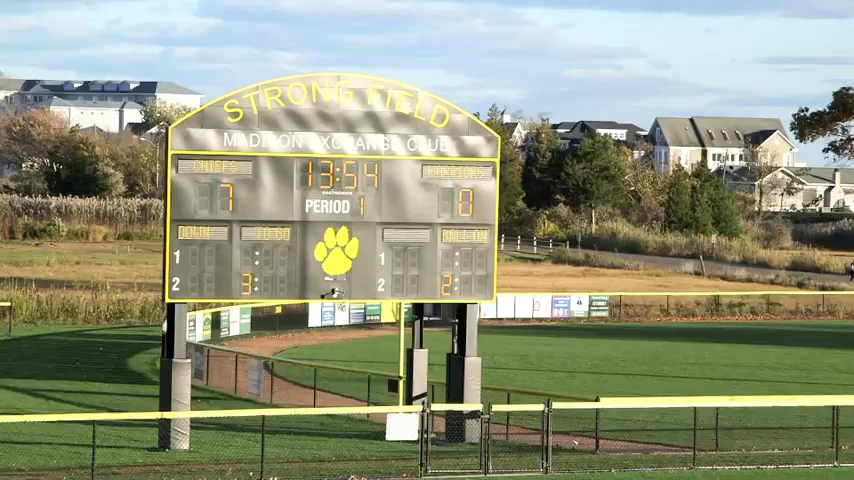 STRONG FIELD
MADISON EXCHANGE CLUB
CHIEFS 13:54 WARRIORS
7 PERIOD 1 0
DOWN TO GO BALL ON
1 1
2 3 2 2